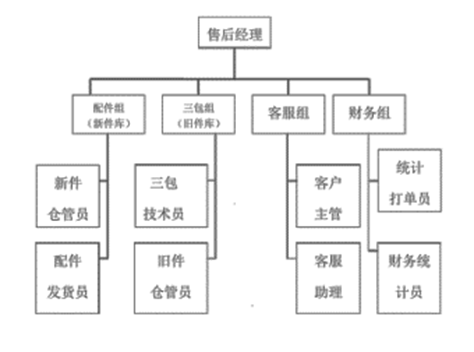 售后经理
配件组
（新件库）
三包组
（旧件库）
客服组
财务组
新件
仓管员
三包
技术员
客户
主管
统计
打单员
配件
发货员
旧件
仓管员
客服
助理
财务统
计员